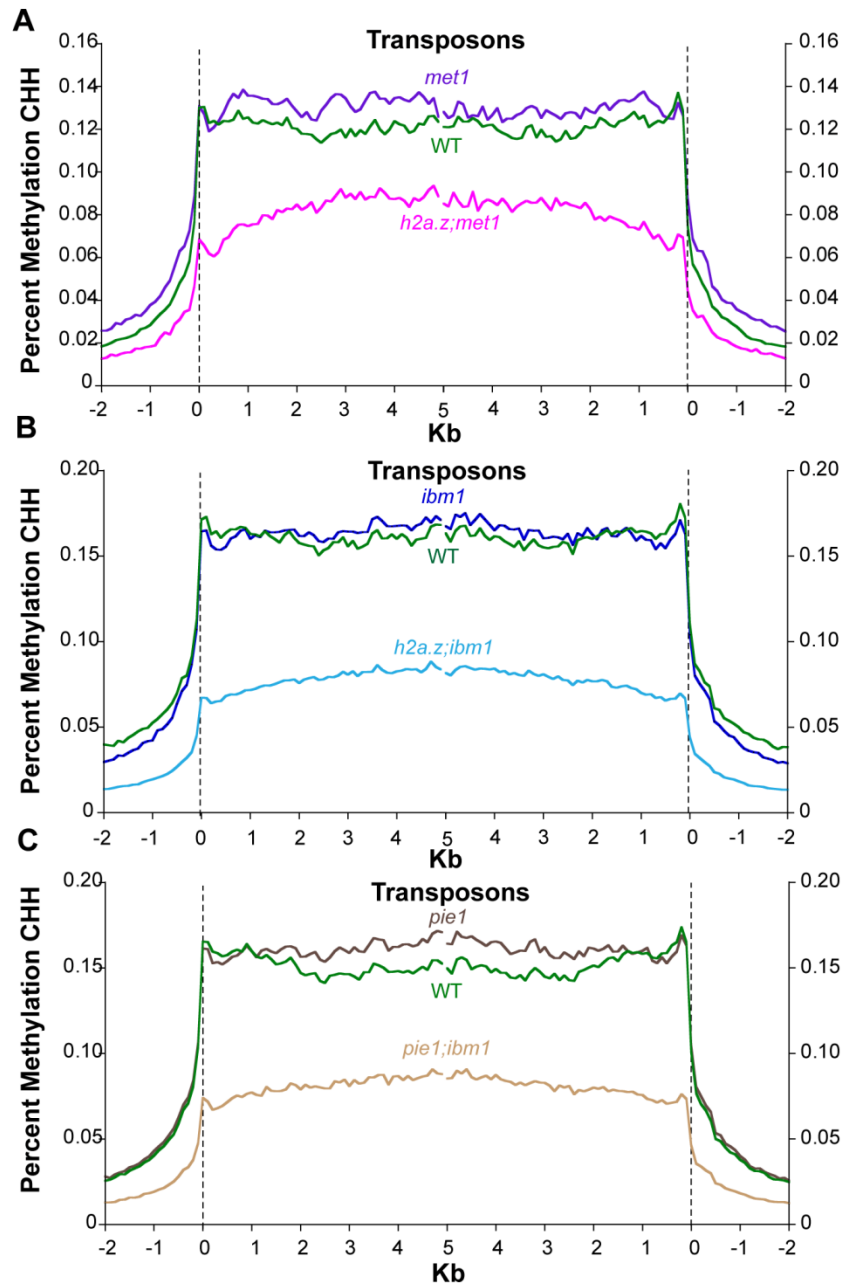 A
Transposons
0.16 0.16
met1
0.14 0.14
0.12 0.12
WT
0.10 0.10
0.08 0.08
h2a.z;met1
0.06 0.06
0.04 0.04
0.02 0.02
0 0
Percent Methylation CHH
-2 -1 0 1 2 3 4 5 4 3 2 1 0 -1 -2
Kb
B
Transposons
0.20 0.20
ibm1
0.15 0.15
WT
0.10 0.10
h2a.z;ibm1
0.05 0.05
0 0
Percent Methylation CHH
-2 -1 0 1 2 3 4 5 4 3 2 1 0 -1 -2
Kb
C
Transposons
0.20 0.20
pie1
0.15 0.15
WT
0.10 0.10
pie1;ibm1
0.05 0.05
0 0
Percent Methylation CHH
-2 -1 0 1 2 3 4 5 4 3 2 1 0 -1 -2
Kb